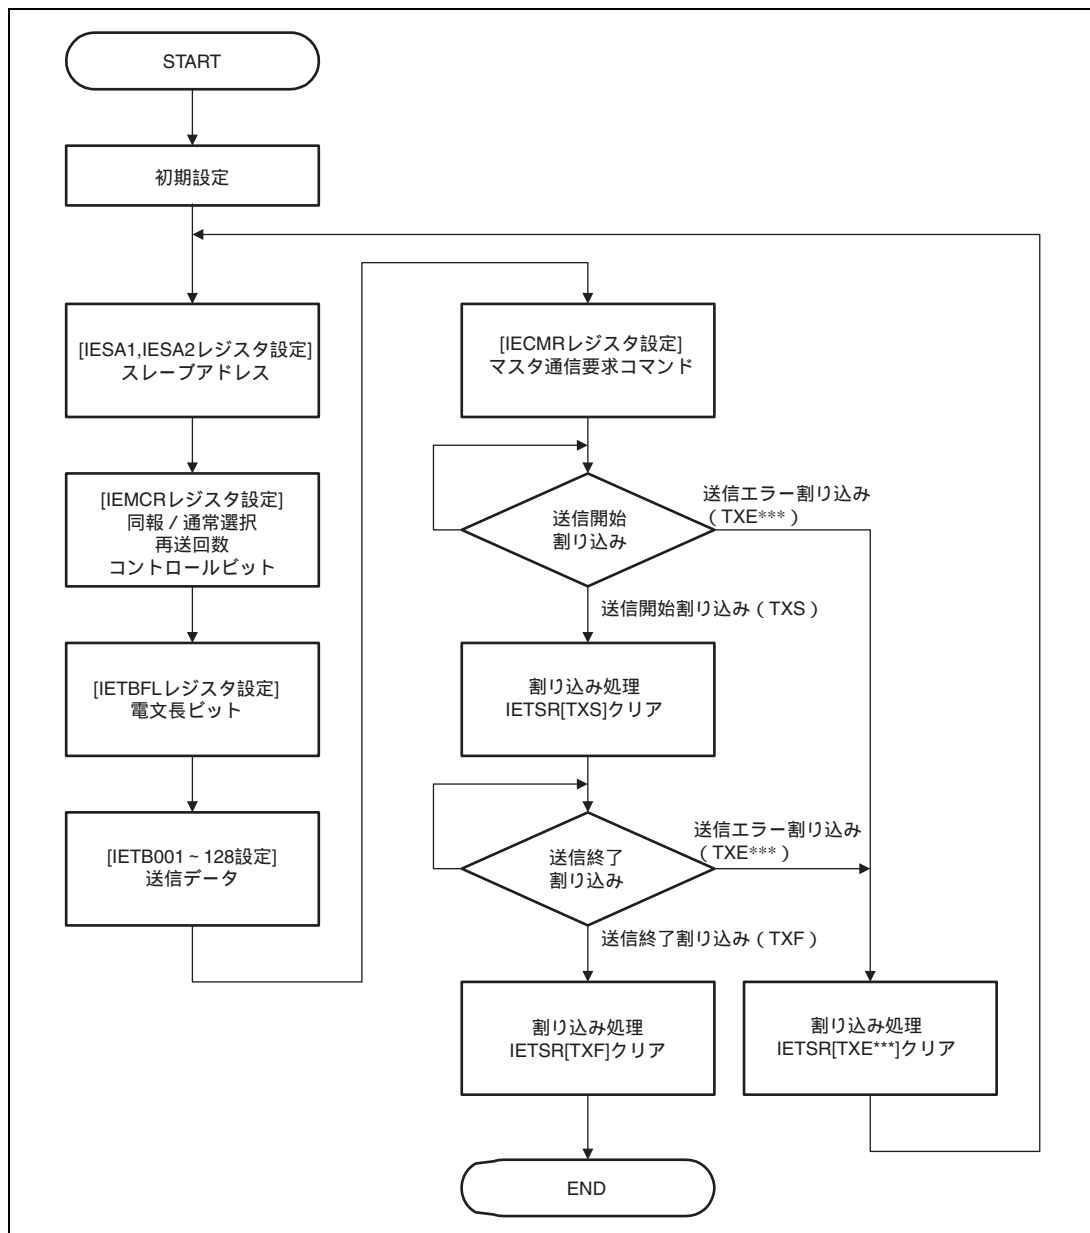 START
初期設定
[IESA1,IESA2レジスタ設定]
スレーブアドレス
[IEMCRレジスタ設定]
同報 / 通常選択
再送回数
コントロールビット
[IETBFLレジスタ設定]
電文長ビット
[IETB001 ~ 128設定]
送信データ
[IECMRレジスタ設定]
マスタ通信要求コマンド
送信開始
割り込み
送信エラー割り込み
( TXE*** )
送信開始割り込み ( TXS )
割り込み処理
IETSR[TXS]クリア
送信終了
割り込み
送信エラー割り込み
( TXE*** )
送信終了割り込み ( TXF )
割り込み処理
IETSR[TXF]クリア
割り込み処理
IETSR[TXE***]クリア
END